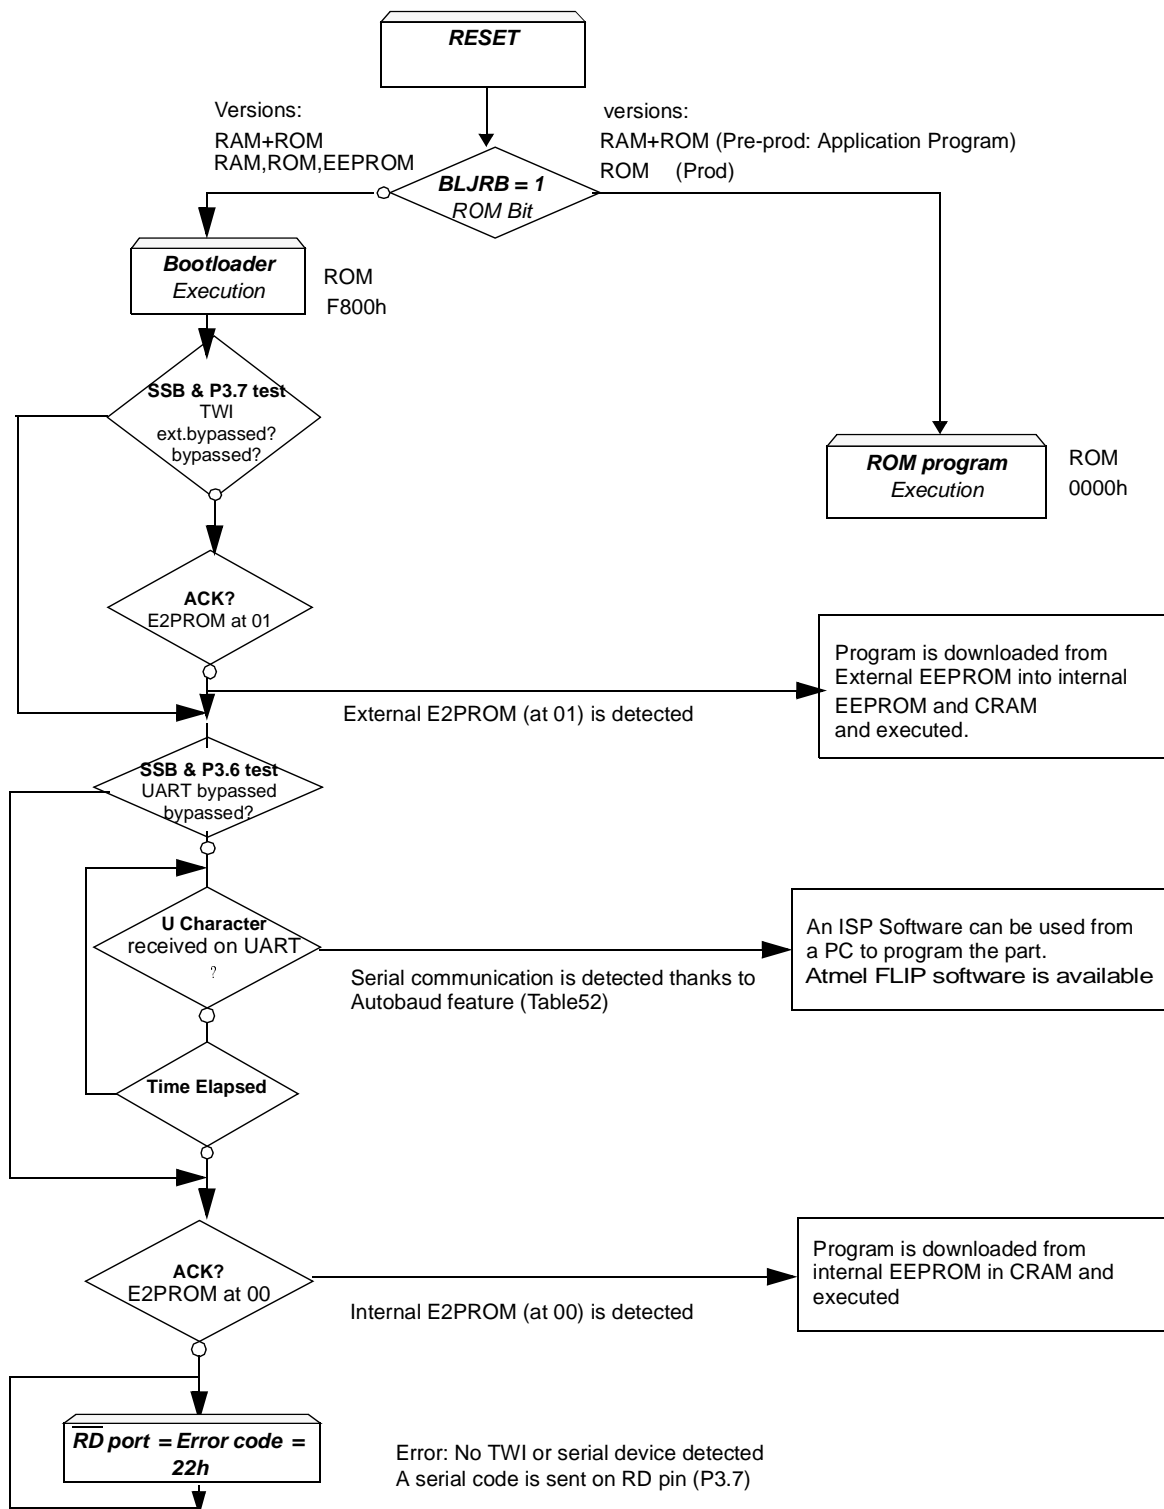 RESET
Versions:
RAM+ROM
RAM,ROM,EEPROM
versions:
RAM+ROM (Pre-prod: Application Program)
ROM (Prod)
BLJRB = 1
ROM Bit
Bootloader
Execution
ROM
F800h
SSB & P3.7 test
TWI
ext.bypassed?
bypassed?
ROM program
Execution
ROM
0000h
ACK?
E2PROM at 01
External E2PROM (at 01) is detected
Program is downloaded from
External EEPROM into internal
EEPROM and CRAM
and executed.
SSB & P3.6 test
UART bypassed
bypassed?
U Character
received on UART
?
Serial communication is detected thanks to
Autobaud feature (Table52)
An ISP Software can be used from
a PC to program the part.
Atmel FLIP software is available
Time Elapsed
ACK?
E2PROM at 00
Internal E2PROM (at 00) is detected
Program is downloaded from
internal EEPROM in CRAM and
executed
RD port = Error code =
22h
Error: No TWI or serial device detected
A serial code is sent on RD pin (P3.7)